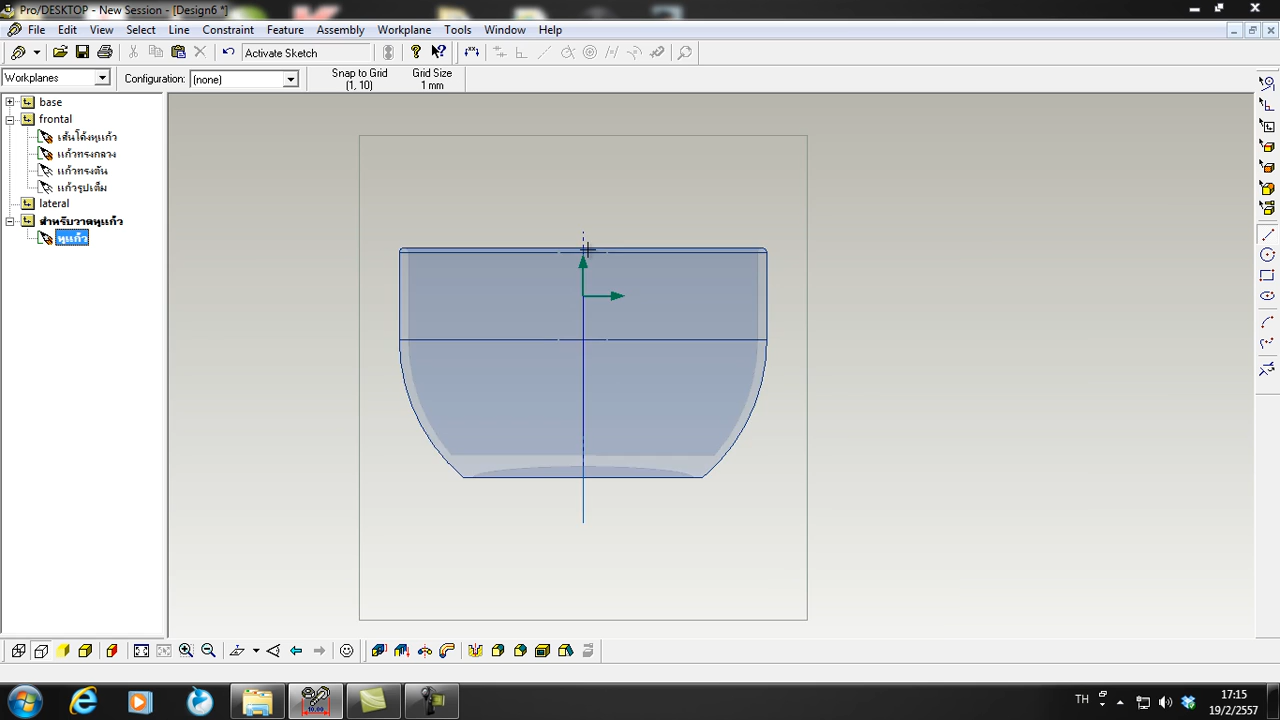 Pro/DESKTOP - New Session - [Design6 *]
File Edit View Select Line Constraint Feature Assembly Workplane Tools Window Help
Activate Sketch
Workplanes
Configuration: (none)
Snap to Grid
(1, 10)
Grid Size
1 mm
base
frontal
เส้นโค้งหูแก้ว
แก้วทรงกลวง
แก้วทรงตัน
แก้วรูปเต็ม
lateral
สำหรับวาดหูแก้ว
หูแก้ว
10.00
TH
17:15
19/2/2557